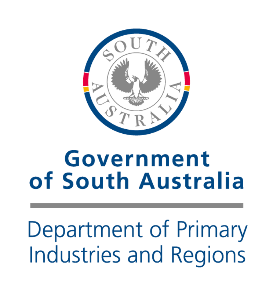 SOUTH
AUSTRALIA
Government
of South Australia
Department of Primary
Industries and Regions